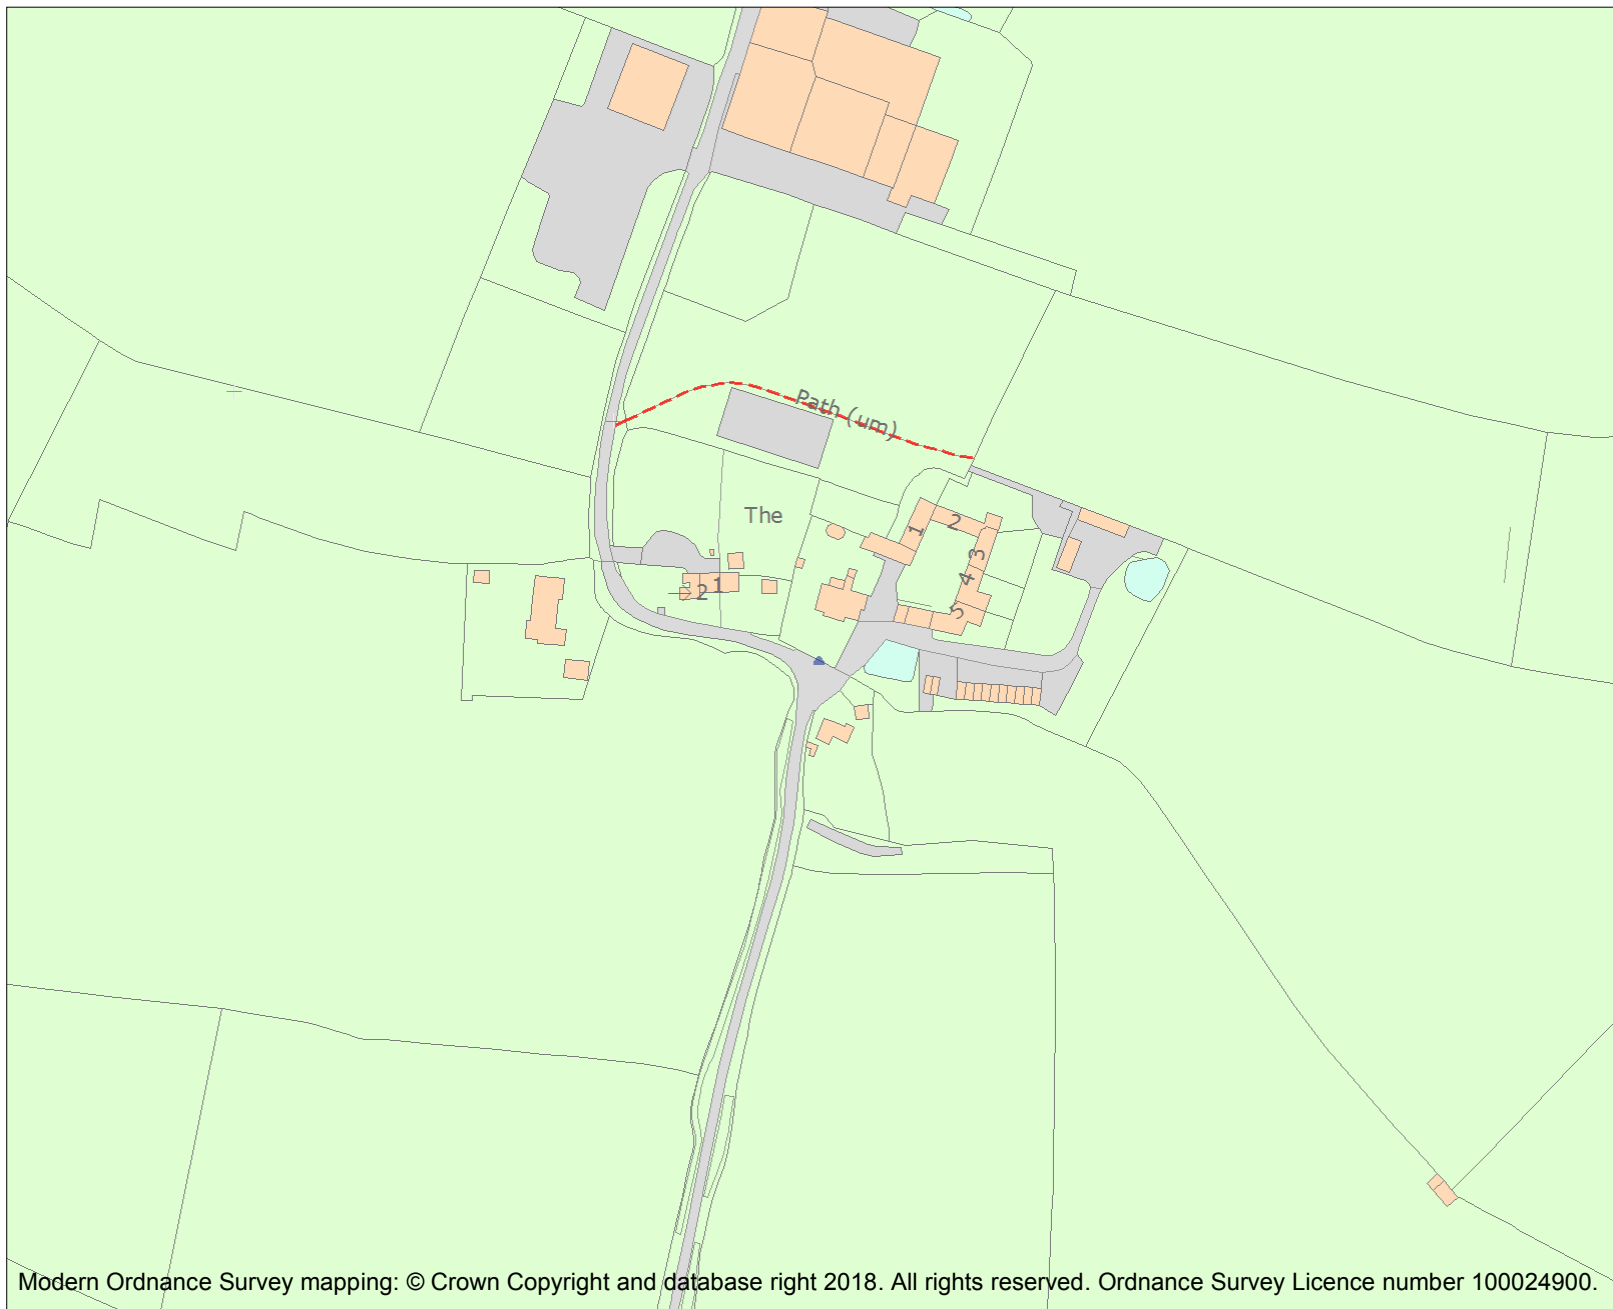 Path (um)
The
1
2
3
4
5
1
2
Modern Ordnance Survey mapping: © Crown Copyright and database right 2018. All rights reserved. Ordnance Survey Licence number 100024900.